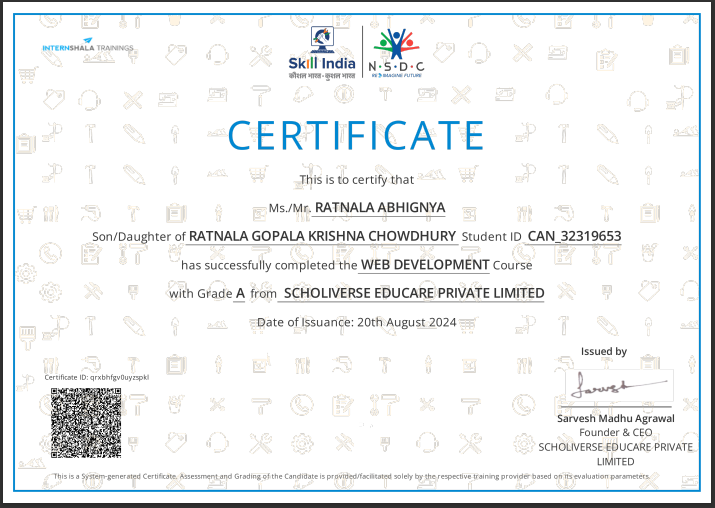 INTERNSHALA TRAININGS
Skill India
कौशल भारत - कुशल भारत
N·S·D·C
RE IMAGINE FUTURE
CERTIFICATE
This is to certify that
Ms./Mr. RATNALA ABHIGNYA
Son/Daughter of RATNALA GOPALA KRISHNA CHOWDHURY Student ID CAN_32319653
has successfully completed the WEB DEVELOPMENT Course
with Grade A from SCHOLIVERSE EDUCARE PRIVATE LIMITED
Date of Issuance: 20th August 2024
Issued by
Certificate ID: qrxbhfgv0uyzspkl
Sarvesh
Sarvesh Madhu Agrawal
Founder & CEO
SCHOLIVERSE EDUCARE PRIVATE
LIMITED
This is a System-generated Certificate. Assessment and Grading of the Candidate is provided/facilitated solely by the respective training provider based on its evaluation parameters.